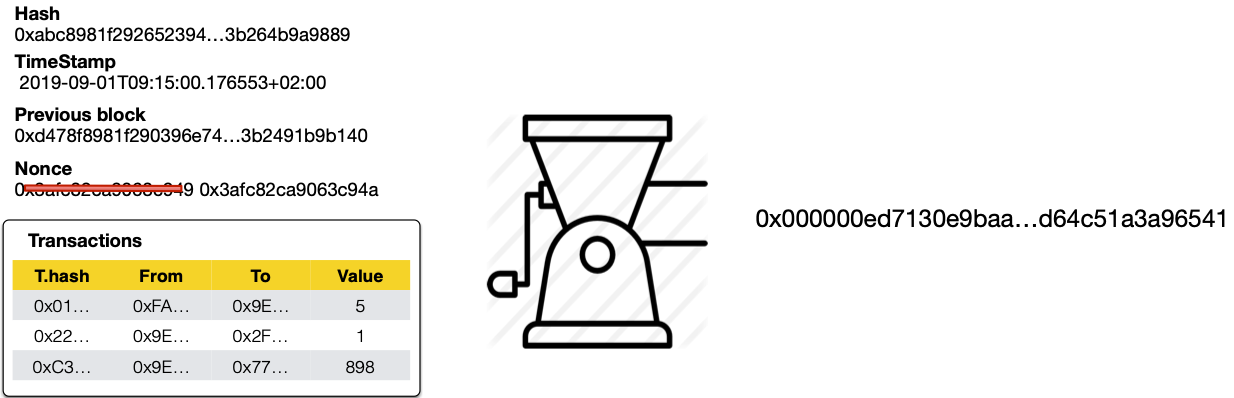 Hash
0xabc8981f292652394…3b264b9a9889
TimeStamp
2019-09-01T09:15:00.176553+02:00
Previous block
0xd478f8981f290396e74…3b2491b9b140
Nonce
0x3afc82ca9063c94a
Transactions
T.hash From To Value
0x01… 0xFA… 0x9E… 5
0x22… 0x9E… 0x2F… 1
0xC3… 0x9E… 0x77… 898
0x000000ed7130e9baa…d64c51a3a96541